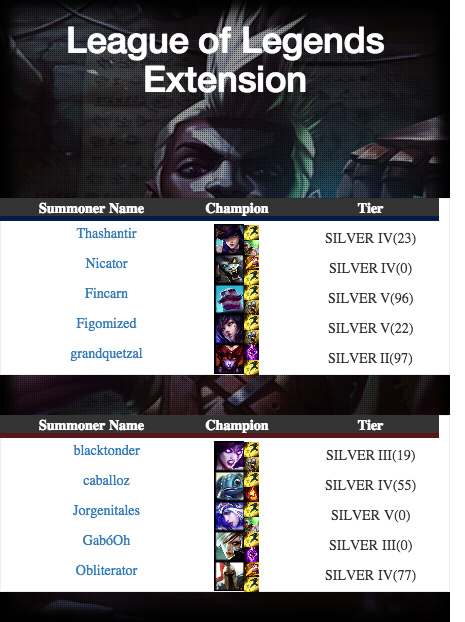 League of Legends
Extension
Summoner Name Champion Tier
Thashantir SILVER IV(23)
Nicator SILVER IV(0)
Fincarn SILVER V(96)
Figomized SILVER V(22)
grandquetzal SILVER II(97)
Summoner Name Champion Tier
blacktonder SILVER III(19)
caballoz SILVER IV(55)
Jorgenitales SILVER V(0)
GabóOh SILVER III(0)
Obliterator SILVER IV(77)